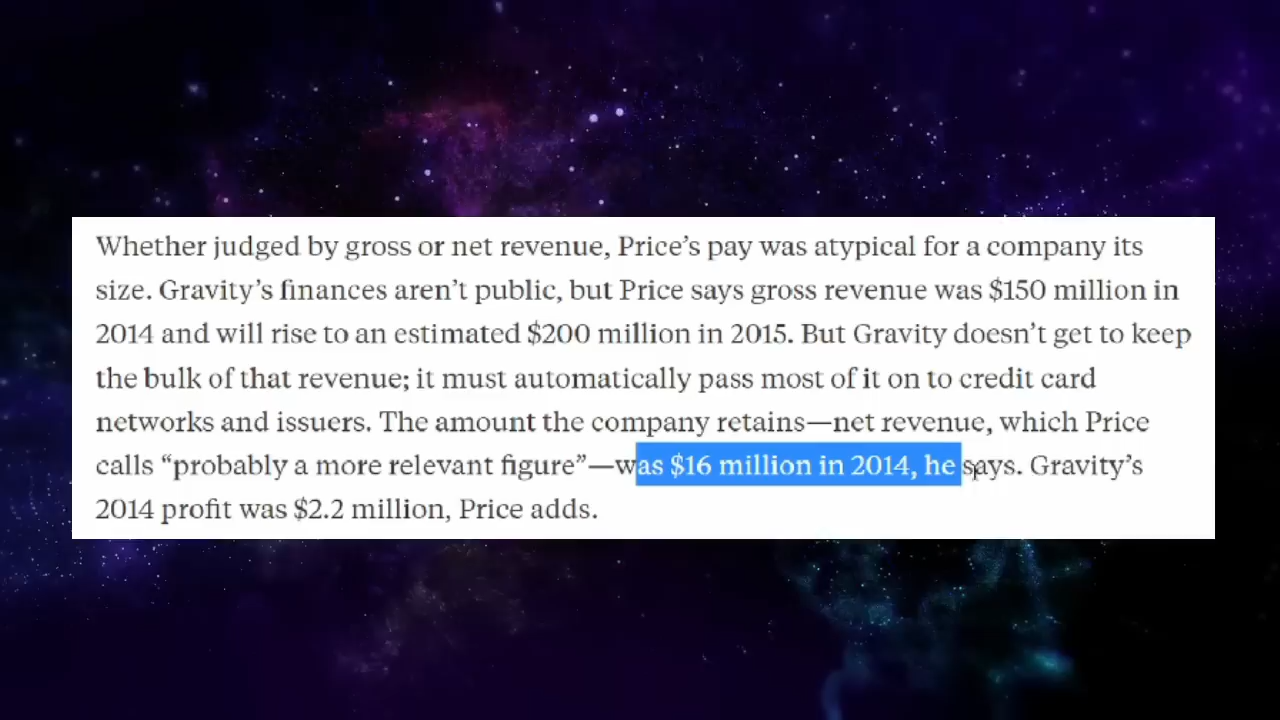 Whether judged by gross or net revenue, Price’s pay was atypical for a company its
size. Gravity’s finances aren’t public, but Price says gross revenue was $150 million in
2014 and will rise to an estimated $200 million in 2015. But Gravity doesn’t get to keep
the bulk of that revenue; it must automatically pass most of it on to credit card
networks and issuers. The amount the company retains—net revenue, which Price
calls “probably a more relevant figure”—was $16 million in 2014, he says. Gravity’s
2014 profit was $2.2 million, Price adds.